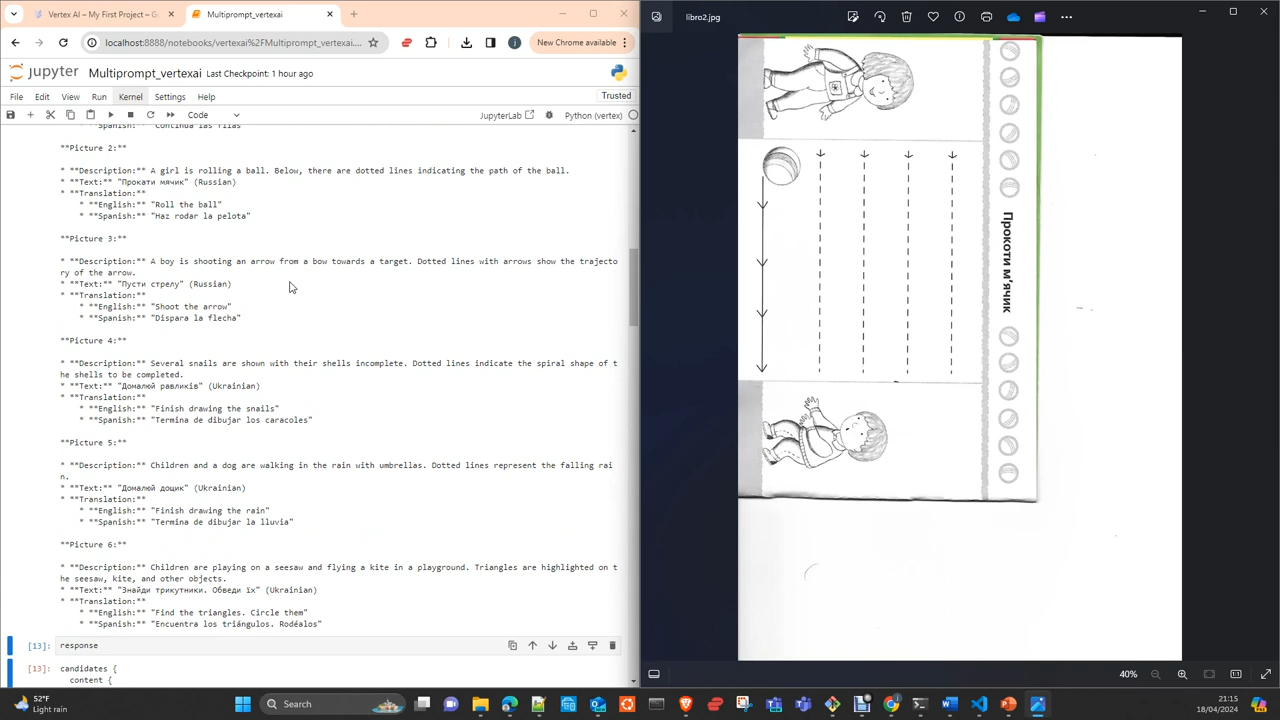 Vertex AI – My First Project – Go
Multiprompt_vertexai
localhost:8888/notebooks/vertexai%2FMultiprompt_vertexai....
New Chrome available
jupyter Multiprompt_vertexai Last Checkpoint: 1 hour ago
File Edit View Run Kernel Settings Help
Trusted
Code
JupyterLab
Python (vertex)
* **Spanish:** "Continúa las filas"
**Picture 2:**
* **Description:** A girl is rolling a ball. Below, there are dotted lines indicating the path of the ball.
* **Text:** "Прокати мячик" (Russian)
* **Translation:**
* **English:** "Roll the ball"
* **Spanish:** "Haz rodar la pelota"
**Picture 3:**
* **Description:** A boy is shooting an arrow from a bow towards a target. Dotted lines with arrows show the trajecto
ry of the arrow.
* **Text:** "Пусти стрелу" (Russian)
* **Translation:**
* **English:** "Shoot the arrow"
* **Spanish:** "Dispara la flecha"
**Picture 4:**
* **Description:** Several snails are shown with their shells incomplete. Dotted lines indicate the spiral shape of t
he shells to be completed.
* **Text:** "Домалюй равликів" (Ukrainian)
* **Translation:**
* **English:** "Finish drawing the snails"
* **Spanish:** "Termina de dibujar los caracoles"
**Picture 5:**
* **Description:** Children and a dog are walking in the rain with umbrellas. Dotted lines represent the falling rai
n.
* **Text:** "Домалюй дощик" (Ukrainian)
* **Translation:**
* **English:** "Finish drawing the rain"
* **Spanish:** "Termina de dibujar la lluvia"
**Picture 6:**
* **Description:** Children are playing on a seesaw and flying a kite in a playground. Triangles are highlighted on t
he seesaw, kite, and other objects.
* **Text:** "Знайди трикутники. Обведи їх" (Ukrainian)
* **Translation:**
* **English:** "Find the triangles. Circle them"
* **Spanish:** "Encuentra los triángulos. Rodéalos"
[13]: response
[13]: candidates {
content {
libro2.jpg
Прокоти м'ячик
40%
52°F
Light rain
Search
21:15
18/04/2024